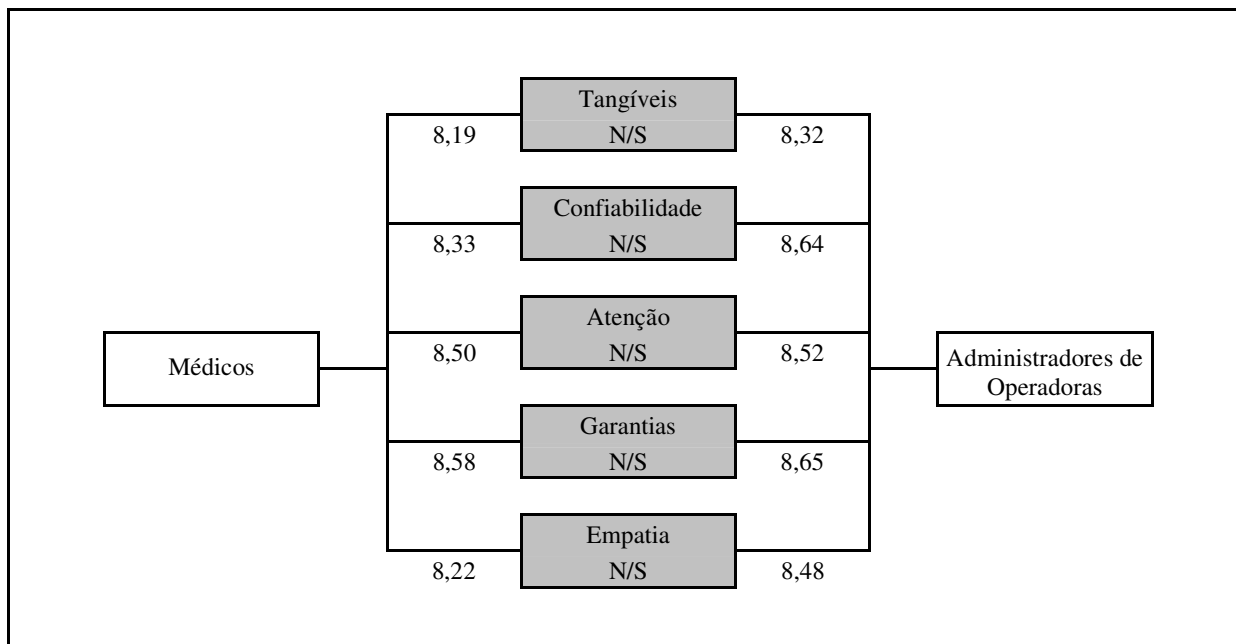 Tangíveis
N/S
8,19
8,32
Confiabilidade
N/S
8,33
8,64
Atenção
N/S
8,50
8,52
Médicos
Administradores de
Operadoras
Garantias
N/S
8,58
8,65
Empatia
N/S
8,22
8,48